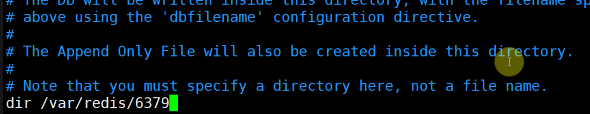 # The DB will be written inside this directory, with the filename sp
# above using the 'dbfilename' configuration directive.
#
# The Append Only File will also be created inside this directory.
#
# Note that you must specify a directory here, not a file name.
dir /var/redis/6379